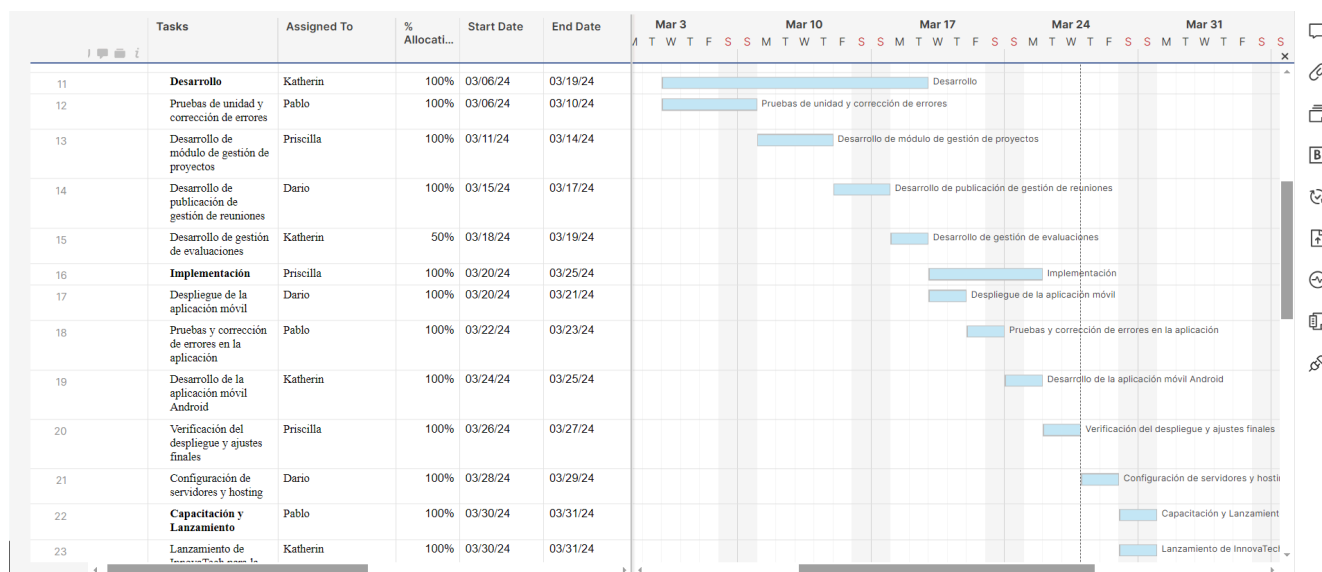 Tasks Assigned To % Allocati... Start Date End Date Mar 3 Mar 10 Mar 17 Mar 24 Mar 31
T W T F S S M T W T F S S M T W T F S S M T W T F S S M T W T F S S
11 Desarrollo Katherin 100% 03/06/24 03/19/24 Desarrollo
12 Pruebas de unidad y Pablo 100% 03/06/24 03/10/24 Pruebas de unidad y corrección de errores
corrección de errores
13 Desarrollo de Priscilla 100% 03/11/24 03/14/24 Desarrollo de módulo de gestión de proyectos
módulo de gestión de
proyectos
14 Desarrollo de Dario 100% 03/15/24 03/17/24 Desarrollo de publicación de gestión de reuniones
publicación de
gestión de reuniones
15 Desarrollo de gestión Katherin 50% 03/18/24 03/19/24 Desarrollo de gestión de evaluaciones
de evaluaciones
16 Implementación Priscilla 100% 03/20/24 03/25/24 Implementación
17 Despliegue de la Dario 100% 03/20/24 03/21/24 Despliegue de la aplicación móvil
aplicación móvil
18 Pruebas y corrección Pablo 100% 03/22/24 03/23/24 Pruebas y corrección de errores en la aplicación
de errores en la
aplicación
19 Desarrollo de la Katherin 100% 03/24/24 03/25/24 Desarrollo de la aplicación móvil Android
aplicación móvil
Android
20 Verificación del Priscilla 100% 03/26/24 03/27/24 Verificación del despliegue y ajustes finales
despliegue y ajustes
finales
21 Configuración de Dario 100% 03/28/24 03/29/24 Configuración de servidores y hosti
servidores y hosting
22 Capacitación y Pablo 100% 03/30/24 03/31/24 Capacitación y Lanzamient
Lanzamiento
23 Lanzamiento de Katherin 100% 03/30/24 03/31/24 Lanzamiento de InnovaTecl
InnovaTech para la